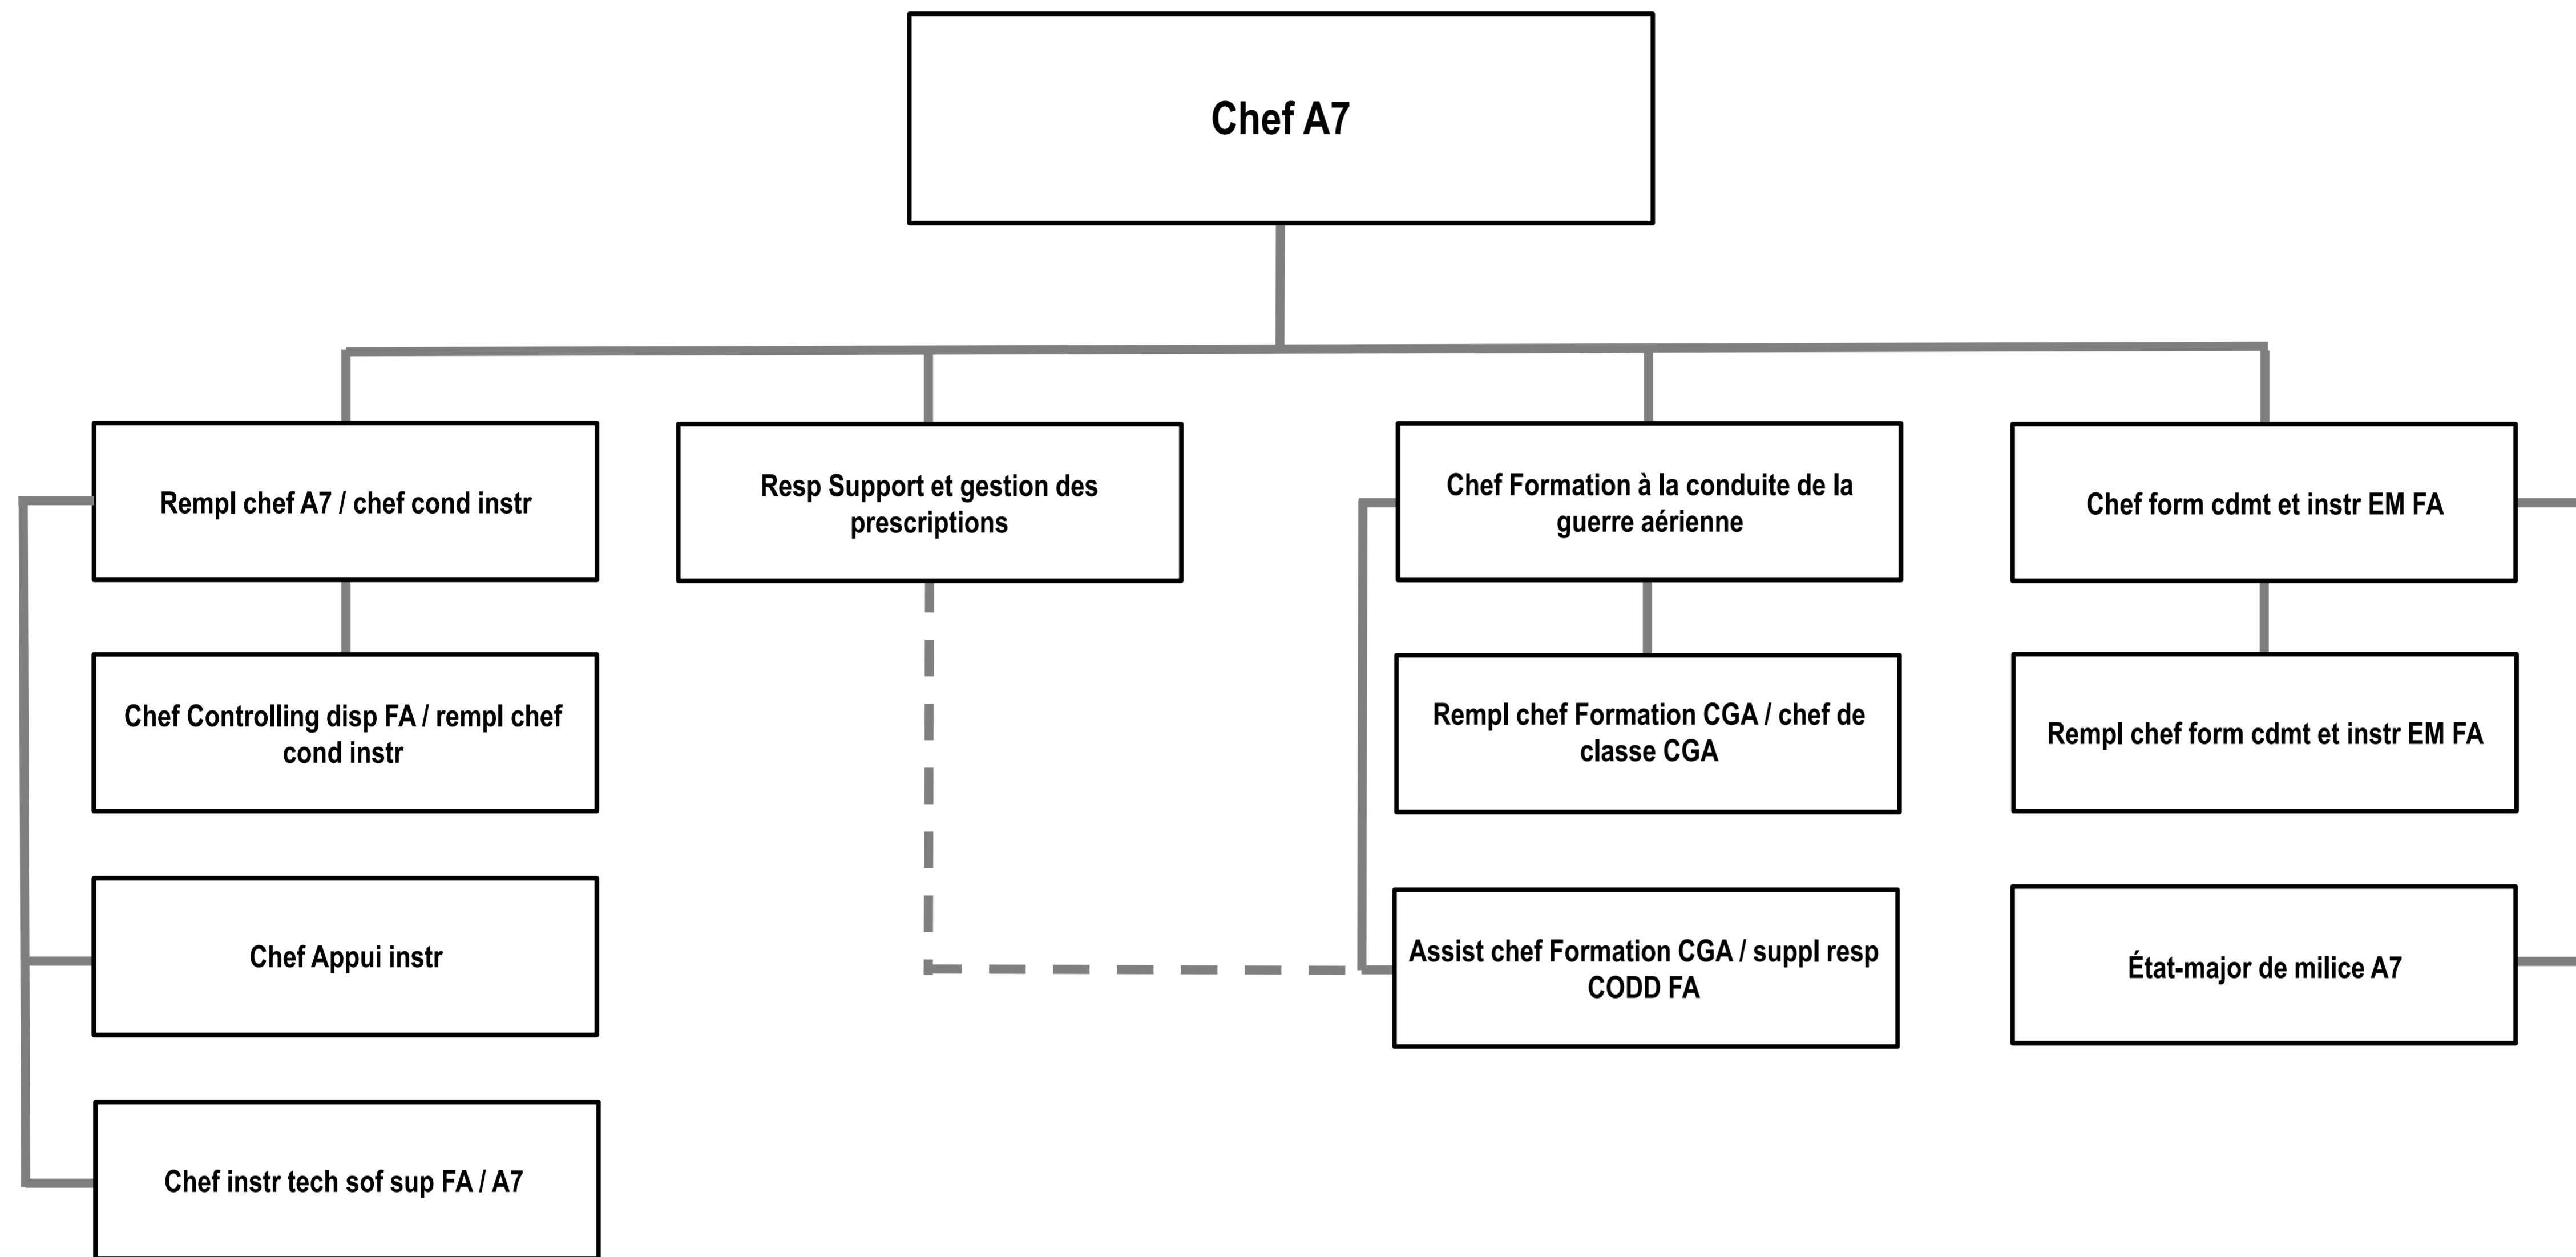 Chef A7
Rempl chef A7 / chef cond instr
Resp Support et gestion des
prescriptions
Chef Formation à la conduite de la
guerre aérienne
Chef form cdmt et instr EM FA
Chef Controlling disp FA / rempl chef
cond instr
Rempl chef Formation CGA / chef de
classe CGA
Rempl chef form cdmt et instr EM FA
Chef Appui instr
Assist chef Formation CGA / suppl resp
CODD FA
État-major de milice A7
Chef instr tech sof sup FA / A7